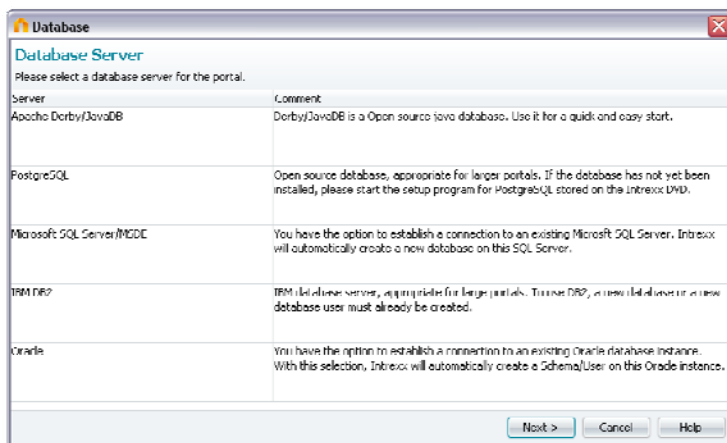 Database
Database Server
Please select a database server for the portal.
Server Comment
Apache Derby/JavaDB Derby/JavaDB is a Open source java database. Use it for a quick and easy start.
PostgreSQL Open source database, appropriate for larger portals. If the database has not yet been
installed, please start the setup program for PostgreSQL stored on the Intrexx DVD.
Microsoft SQL Server/MSDE You have the option to establish a connection to an existing Microsft SQL Server. Intrexx
will automatically create a new database on this SQL Server.
IBM DB2 IBM database server, appropriate for large portals. To use DB2, a new database or a new
database user must already be created.
Oracle You have the option to establish a connection to an existing Oracle database instance.
With this selection, Intrexx will automatically create a Schema/User on this Oracle instance.
Next > Cancel Help